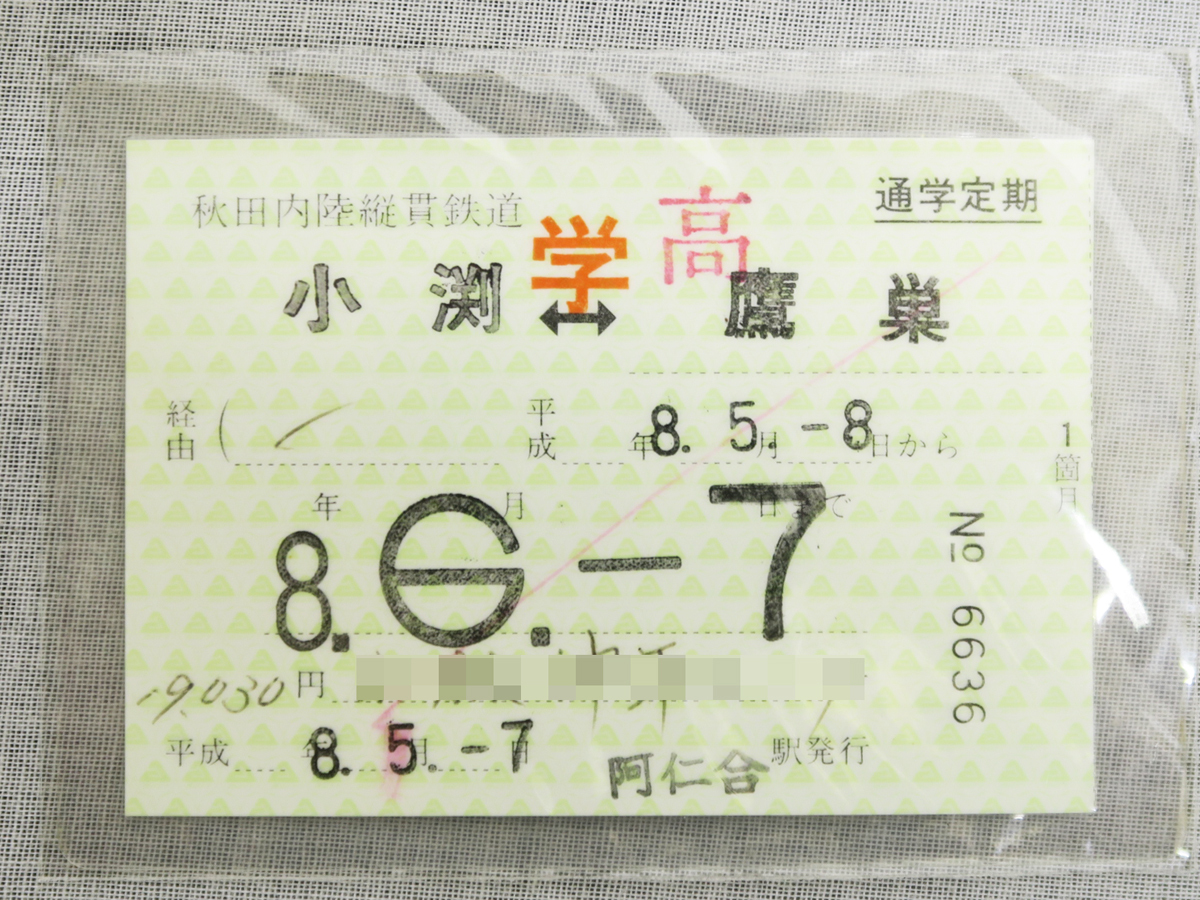 秋田内陸縦貫鉄道 学 高 通学定期
小渕 ↔ 鷹巣
経由 平成 年 8. 5月. -8日から 1箇月
年 月 日まで
8. 6. -7
№ 6636
9,030円
平成 年 8. 5月. -7日 阿仁合駅発行